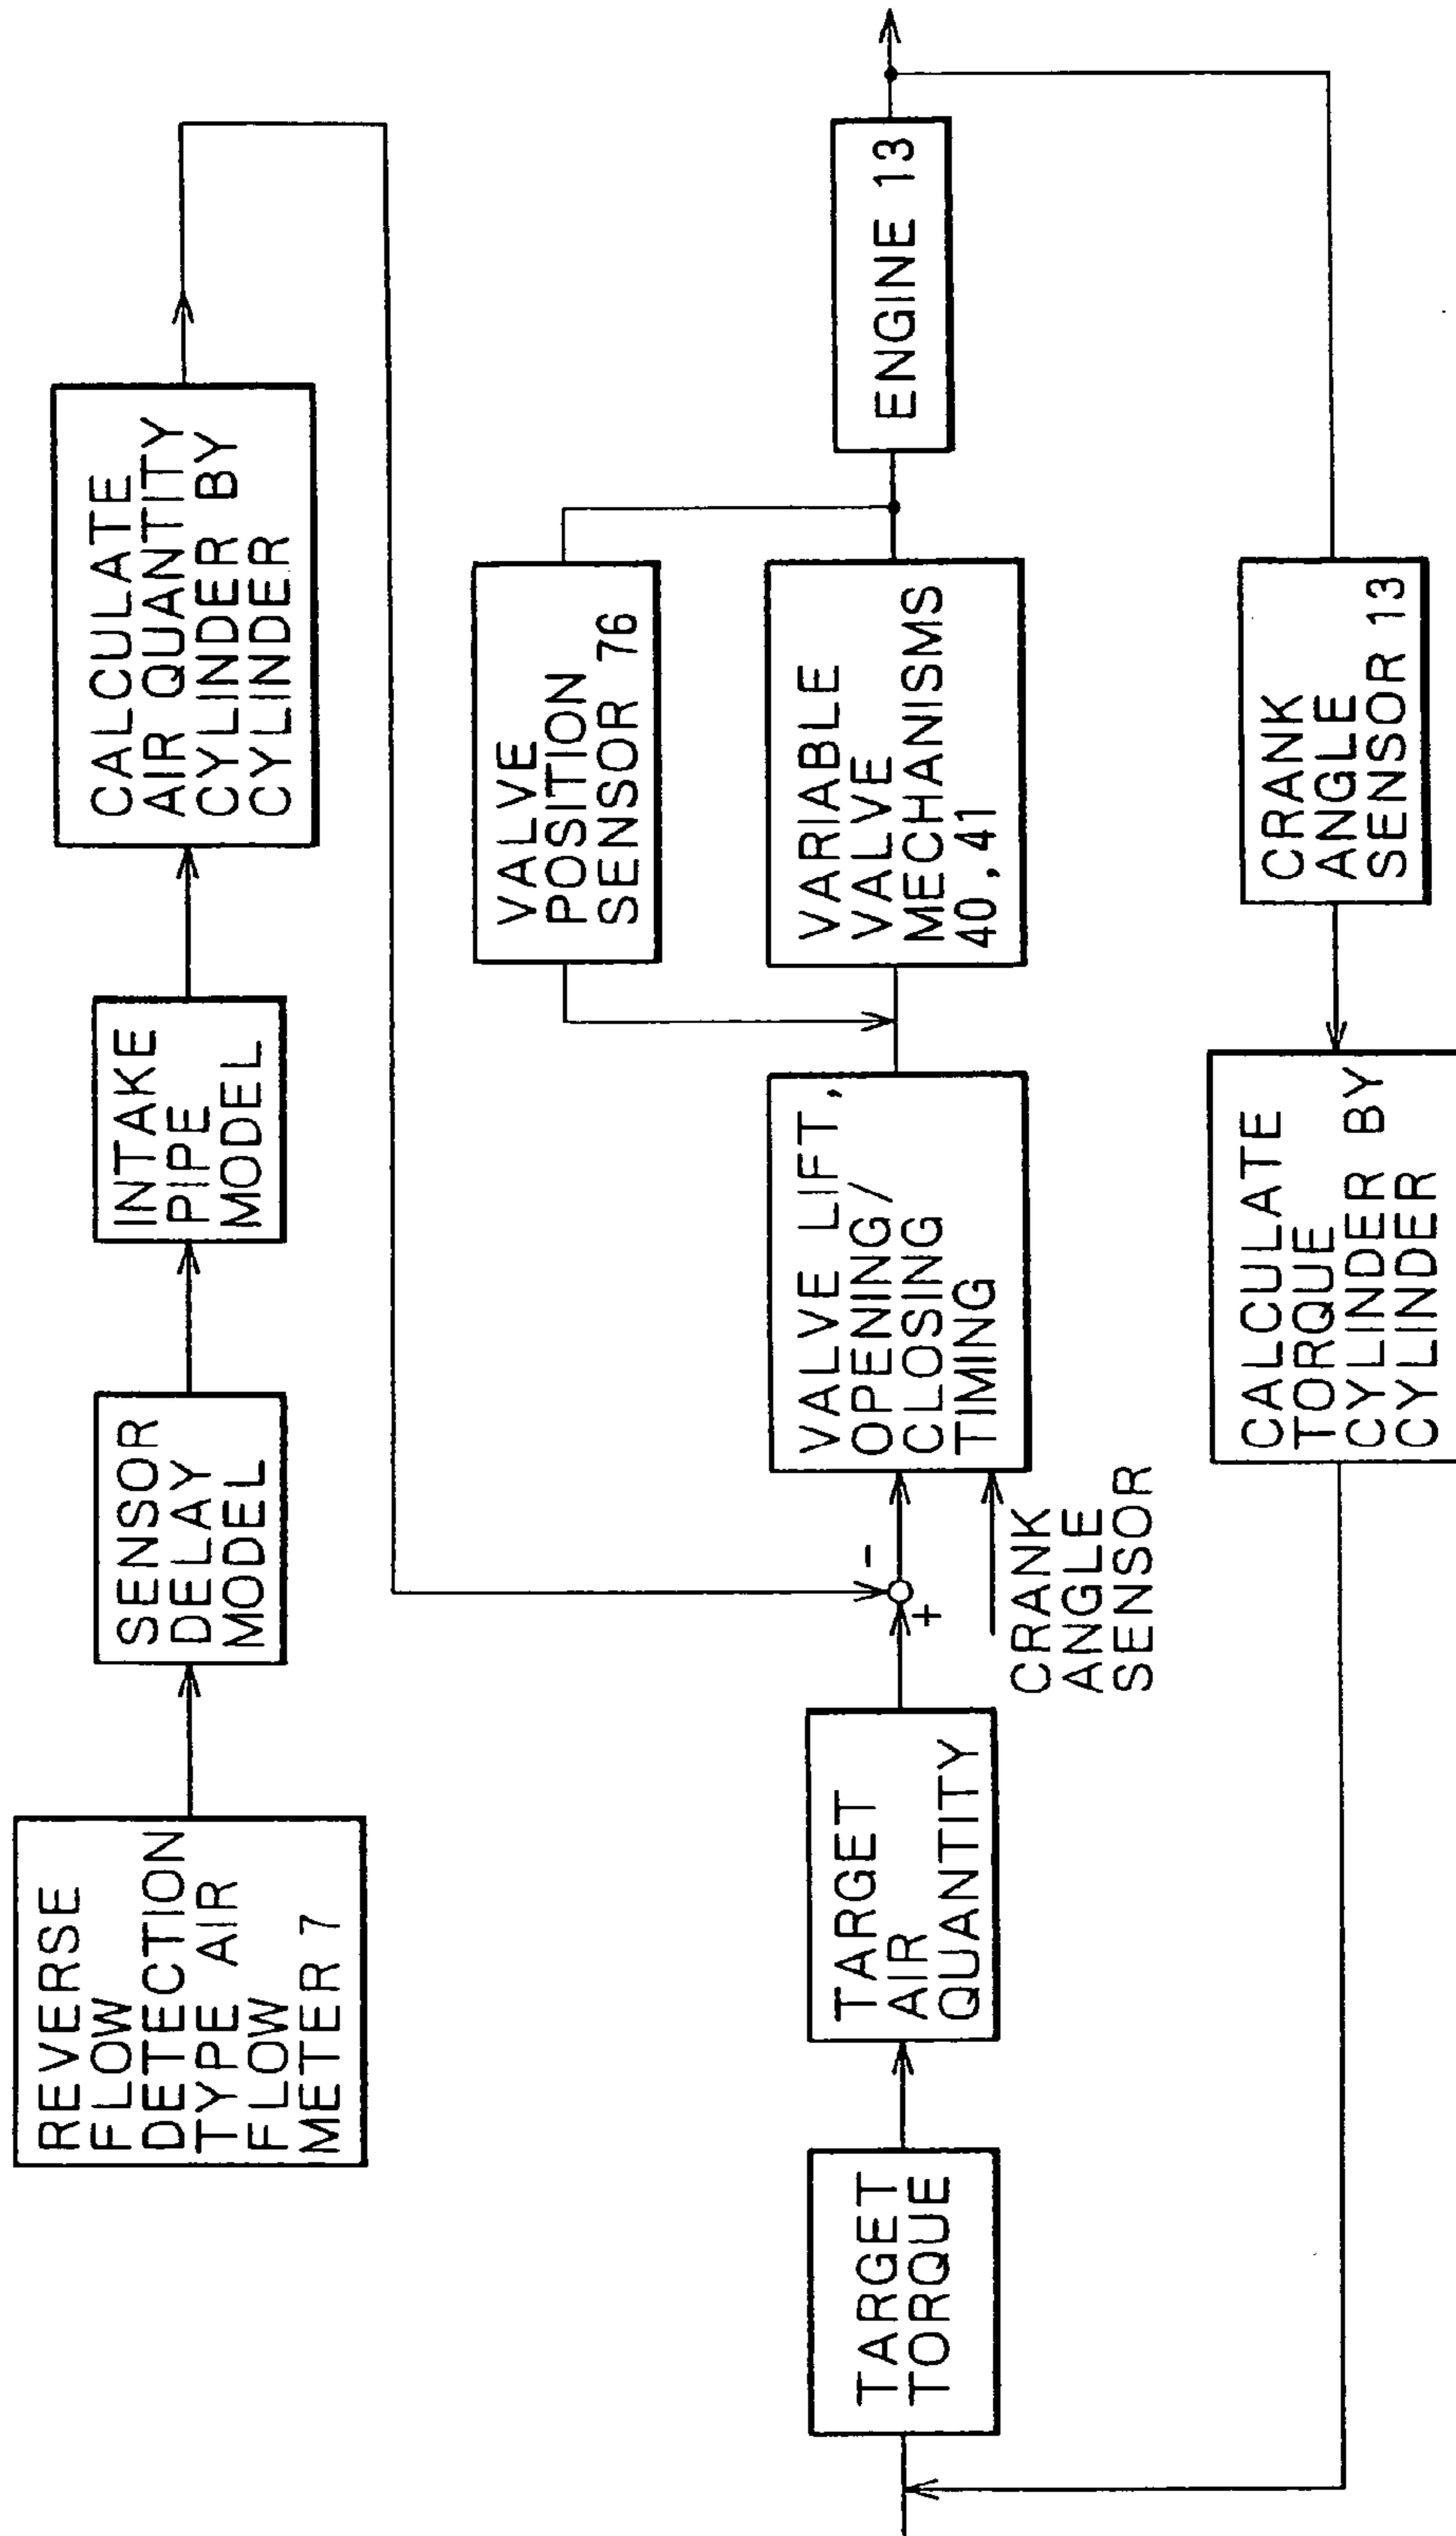 REVERSE
FLOW
DETECTION
TYPE AIR
FLOW
METER 7
SENSOR
DELAY
MODEL
INTAKE
PIPE
MODEL
CALCULATE
AIR QUANTITY
CYLINDER BY
CYLINDER
VALVE
POSITION
SENSOR 76
TARGET
TORQUE
TARGET
AIR
QUANTITY
+
-
CRANK
ANGLE
SENSOR
VALVE LIFT,
OPENING/
CLOSING
TIMING
VARIABLE
VALVE
MECHANISMS
40, 41
ENGINE 13
CALCULATE
TORQUE
CYLINDER BY
CYLINDER
CRANK
ANGLE
SENSOR 13